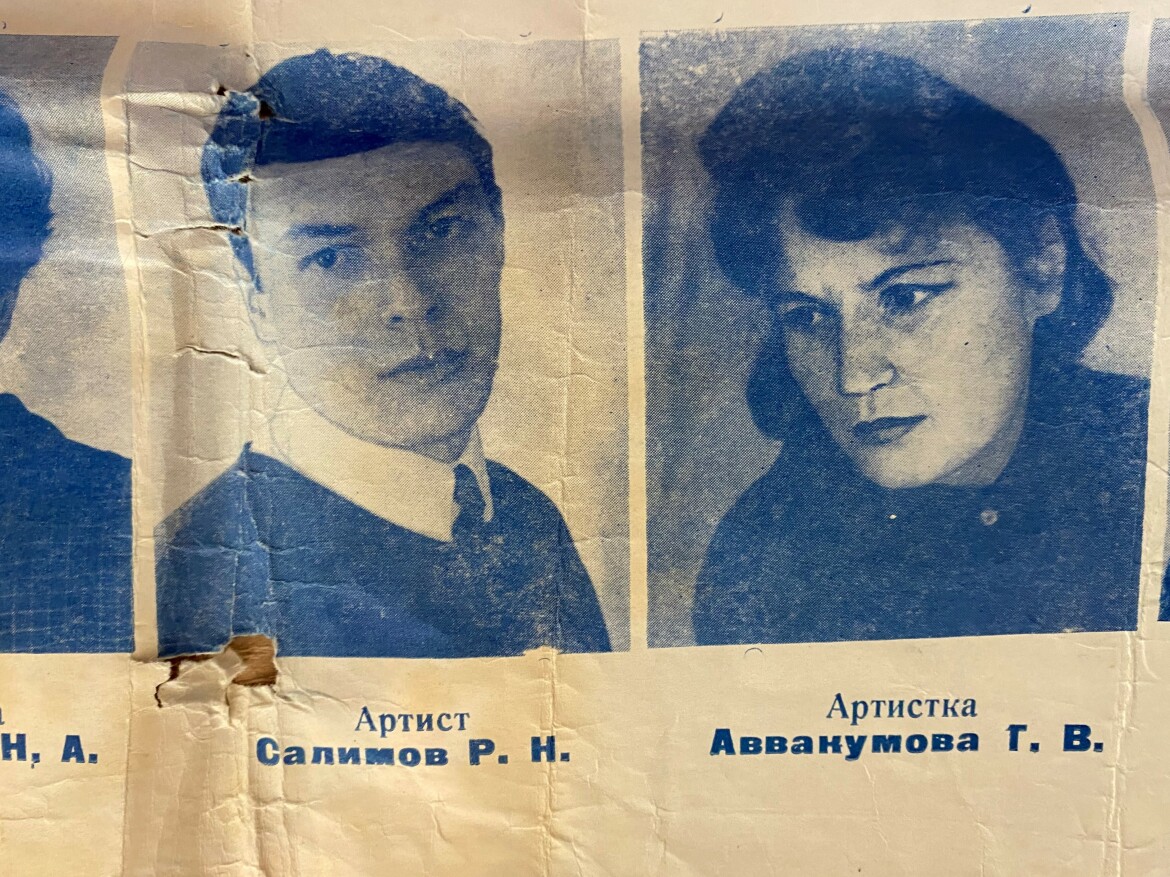 Н. А.
Артист
Салимов Р. Н.
Артистка
Аввакумова Г. В.